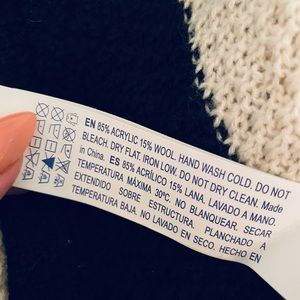 EN 85% ACRYLIC 15% WOOL. HAND WASH COLD. DO NOT
BLEACH. DRY FLAT. IRON LOW. DO NOT DRY CLEAN. Made
in China. ES 85% ACRÍLICO 15% LANA. LAVADO A MANO.
TEMPERATURA MÁXIMA 30ºC. NO BLANQUEAR. SECAR
EXTENDIDO SOBRE ESTRUCTURA. PLANCHADO A
TEMPERATURA BAJA. NO LAVADO EN SECO. HECHO EN